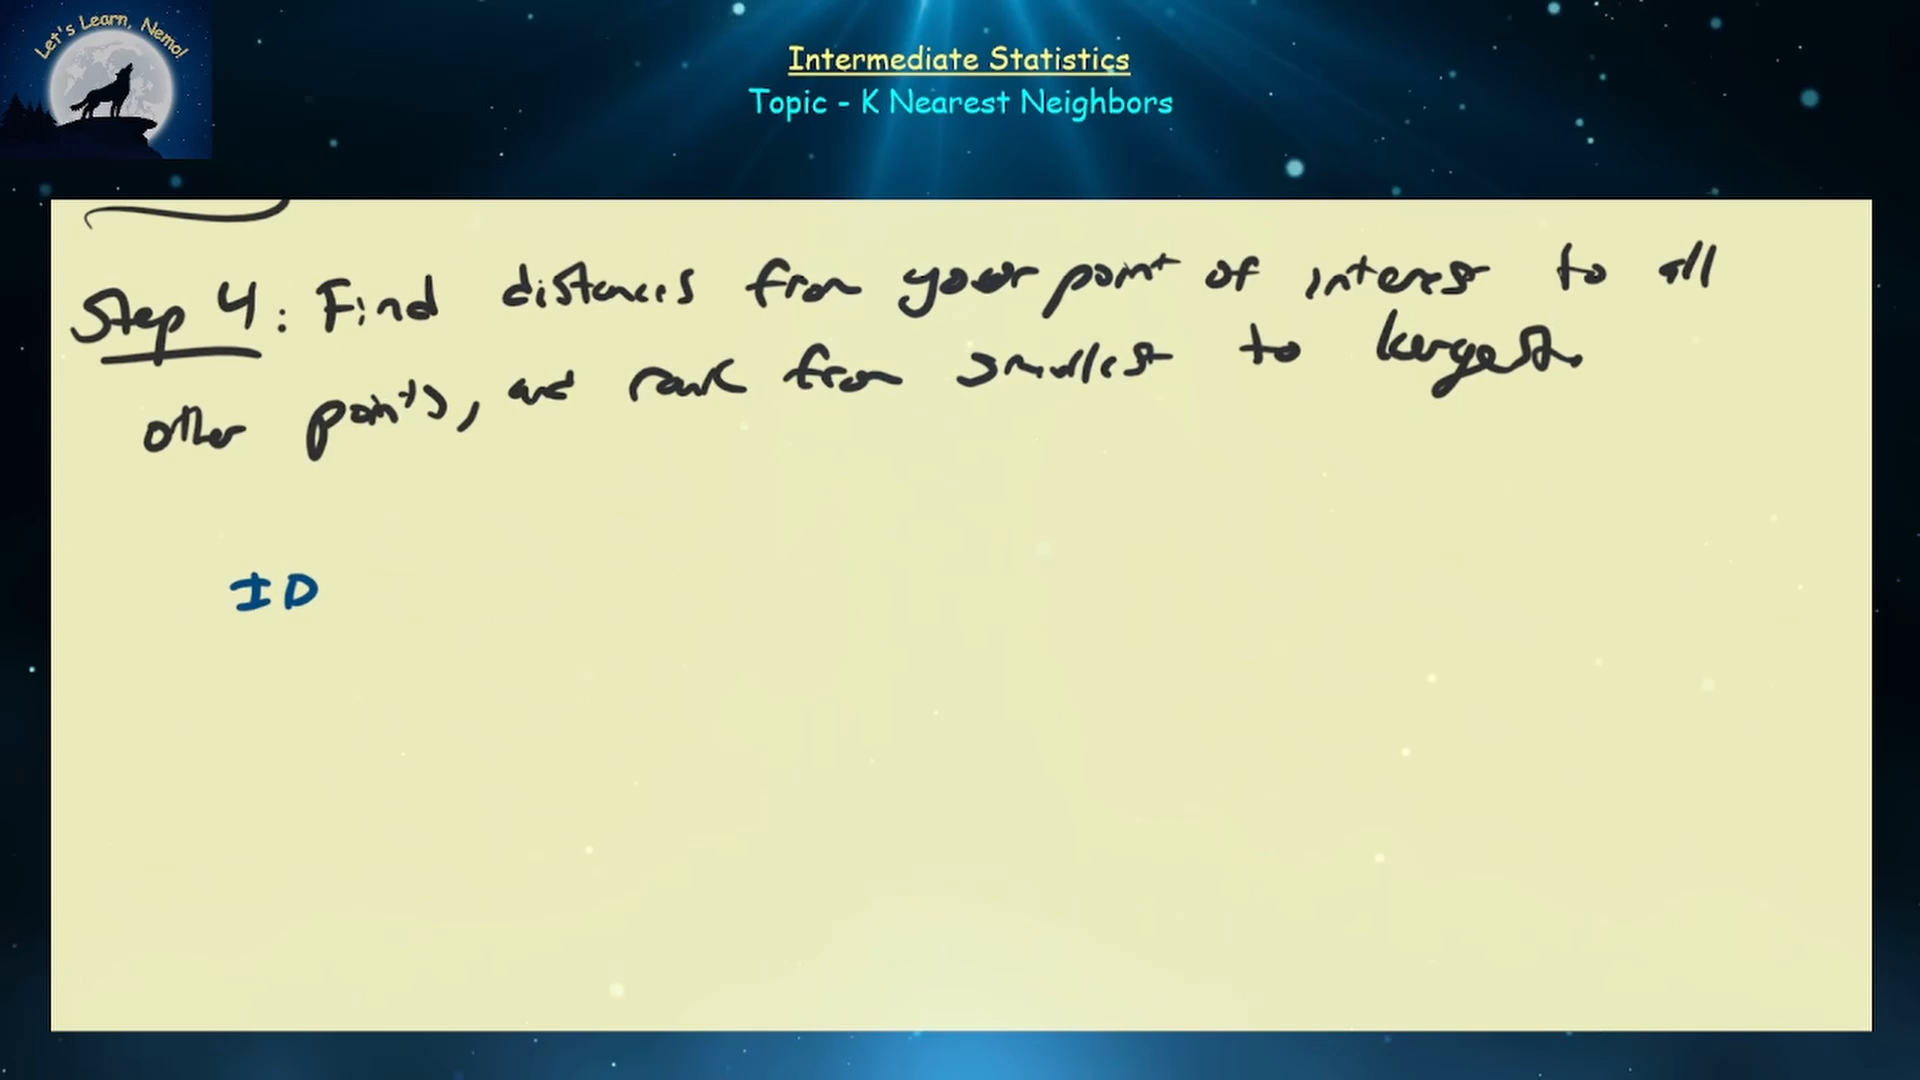 Let's Learn, Nemo!
Intermediate Statistics
Topic - K Nearest Neighbors
Step 4: Find distances from your point of interest to all
other points, and rank from smallest to largest.
ID